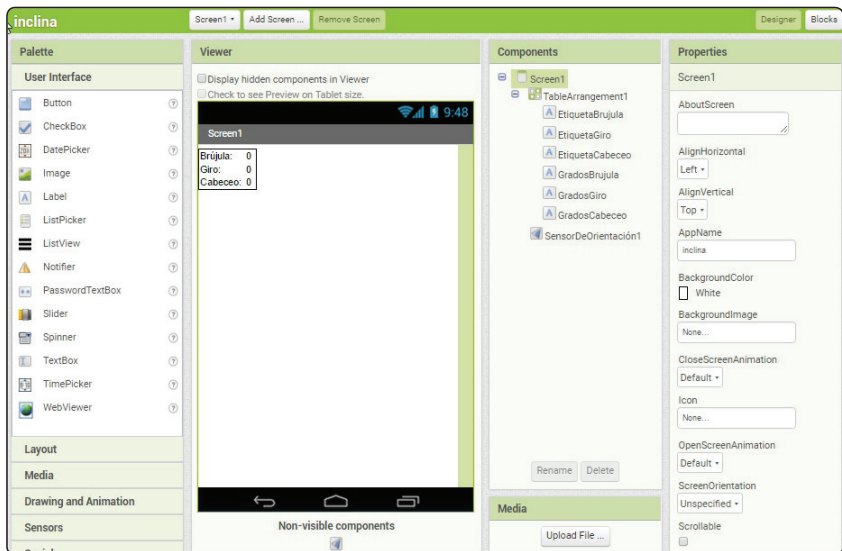 inclina
Screen1
Add Screen ...
Remove Screen
Designer
Blocks
Palette
User Interface
Button
CheckBox
DatePicker
Image
Label
ListPicker
ListView
Notifier
PasswordTextBox
Slider
Spinner
TextBox
TimePicker
WebViewer
Layout
Media
Drawing and Animation
Sensors
Viewer
Display hidden components in Viewer
Check to see Preview on Tablet size.
9:48
Screen1
Brújula: 0
Giro: 0
Cabeceo: 0
Non-visible components
Components
Screen1
TableArrangement1
EtiquetaBrujula
EtiquetaGiro
EtiquetaCabeceo
GradosBrujula
GradosGiro
GradosCabeceo
SensorDeOrientación1
Rename
Delete
Media
Upload File ...
Properties
Screen1
AboutScreen
AlignHorizontal
Left
AlignVertical
Top
AppName
inclina
BackgroundColor
White
BackgroundImage
None...
CloseScreenAnimation
Default
Icon
None...
OpenScreenAnimation
Default
ScreenOrientation
Unspecified
Scrollable